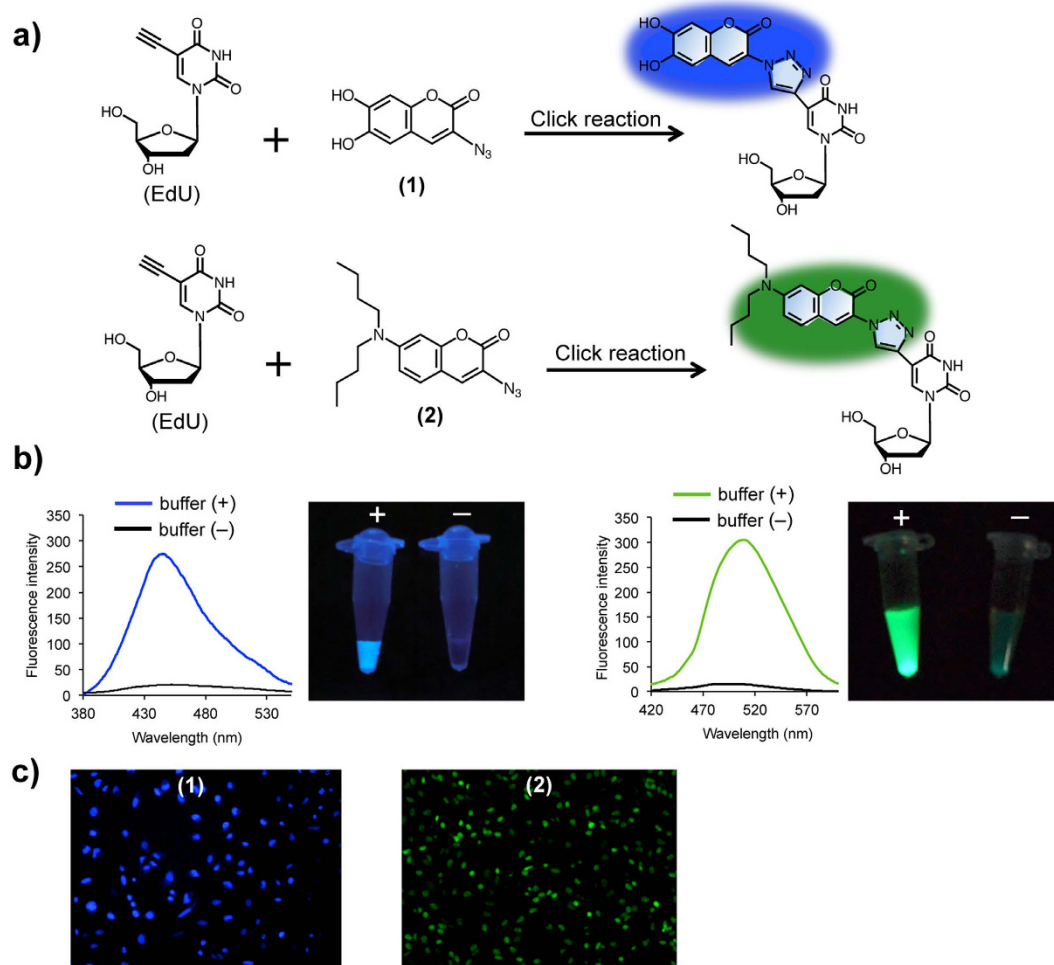 a)
O
NH
N
O
HO
O
OH
(EdU)
+
HO
HO
O
O
N3
(1)
Click reaction
HO
HO
O
O
N
N
N
O
NH
N
O
HO
O
HO
O
NH
N
O
HO
O
OH
(EdU)
+
N
O
O
N3
(2)
Click reaction
N
O
O
N
N
N
O
NH
N
O
HO
O
OH
b)
buffer (+)
buffer (–)
Fluorescence intensity
350
300
250
200
150
100
50
0
380 430 480 530
Wavelength (nm)
+ –
buffer (+)
buffer (–)
Fluorescence intensity
350
300
250
200
150
100
50
0
420 470 520 570
Wavelength (nm)
+ –
c)
(1)
(2)